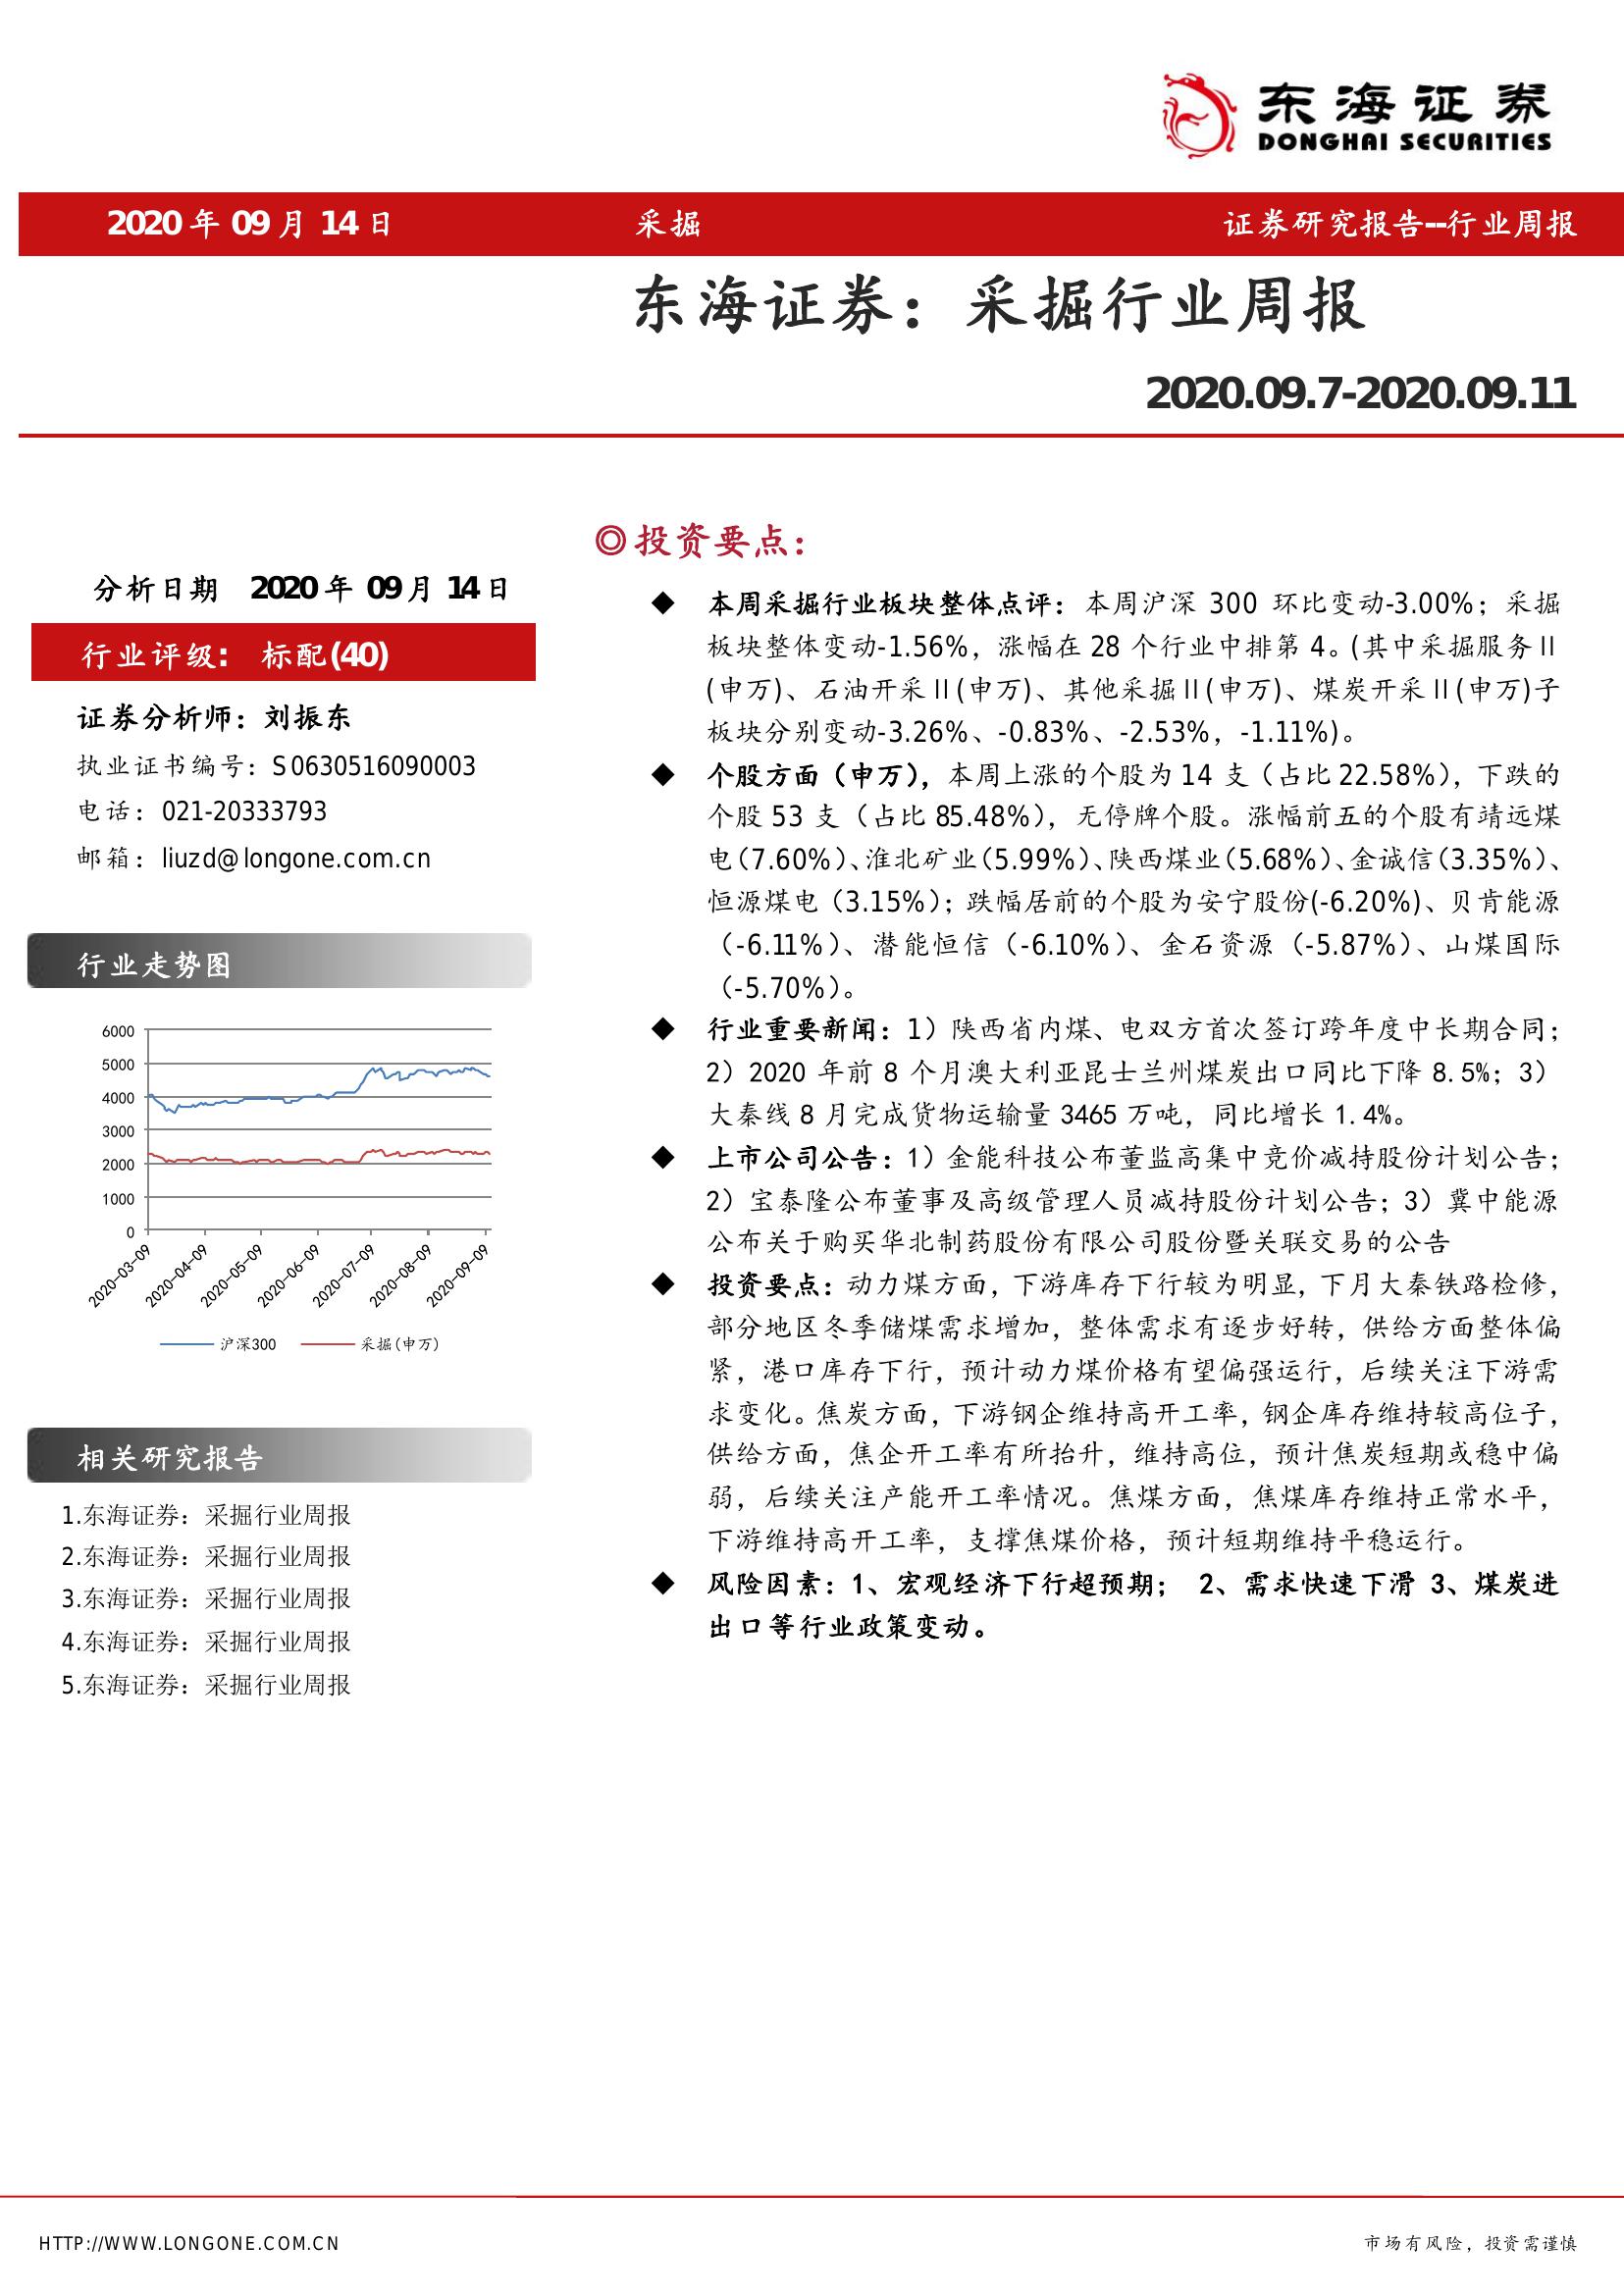 东海证券
DONGHAI SECURITIES
2020 年 09 月 14 日 采掘 证券研究报告--行业周报
东海证券：采掘行业周报
2020.09.7-2020.09.11
分析日期 2020 年 09 月 14 日
行业评级： 标配(40)
证券分析师：刘振东
执业证书编号：S0630516090003
电话：021-20333793
邮箱：liuzd@longone.com.cn
行业走势图
6000
5000
4000
3000
2000
1000
0
2020-03-09
2020-04-09
2020-05-09
2020-06-09
2020-07-09
2020-08-09
2020-09-09
沪深300 采掘(申万)
相关研究报告
1.东海证券：采掘行业周报
2.东海证券：采掘行业周报
3.东海证券：采掘行业周报
4.东海证券：采掘行业周报
5.东海证券：采掘行业周报
◎投资要点：
◆ 本周采掘行业板块整体点评：本周沪深 300 环比变动-3.00%；采掘
板块整体变动-1.56%，涨幅在 28 个行业中排第 4。(其中采掘服务Ⅱ
(申万)、石油开采Ⅱ(申万)、其他采掘Ⅱ(申万)、煤炭开采Ⅱ(申万)子
板块分别变动-3.26%、-0.83%、-2.53%，-1.11%)。
◆ 个股方面（申万），本周上涨的个股为 14 支（占比 22.58%），下跌的
个股 53 支（占比 85.48%），无停牌个股。涨幅前五的个股有靖远煤
电（7.60%）、淮北矿业（5.99%）、陕西煤业（5.68%）、金诚信（3.35%）、
恒源煤电（3.15%）；跌幅居前的个股为安宁股份(-6.20%)、贝肯能源
（-6.11%）、潜能恒信（-6.10%）、金石资源（-5.87%）、山煤国际
（-5.70%）。
◆ 行业重要新闻：1）陕西省内煤、电双方首次签订跨年度中长期合同；
2）2020 年前 8 个月澳大利亚昆士兰州煤炭出口同比下降 8.5%；3）
大秦线 8 月完成货物运输量 3465 万吨，同比增长 1.4%。
◆ 上市公司公告：1）金能科技公布董监高集中竞价减持股份计划公告；
2）宝泰隆公布董事及高级管理人员减持股份计划公告；3）冀中能源
公布关于购买华北制药股份有限公司股份暨关联交易的公告
◆ 投资要点：动力煤方面，下游库存下行较为明显，下月大秦铁路检修，
部分地区冬季储煤需求增加，整体需求有逐步好转，供给方面整体偏
紧，港口库存下行，预计动力煤价格有望偏强运行，后续关注下游需
求变化。焦炭方面，下游钢企维持高开工率，钢企库存维持较高位子，
供给方面，焦企开工率有所抬升，维持高位，预计焦炭短期或稳中偏
弱，后续关注产能开工率情况。焦煤方面，焦煤库存维持正常水平，
下游维持高开工率，支撑焦煤价格，预计短期维持平稳运行。
◆ 风险因素：1、宏观经济下行超预期； 2、需求快速下滑 3、煤炭进
出口等行业政策变动。
HTTP://WWW.LONGONE.COM.CN 市场有风险，投资需谨慎